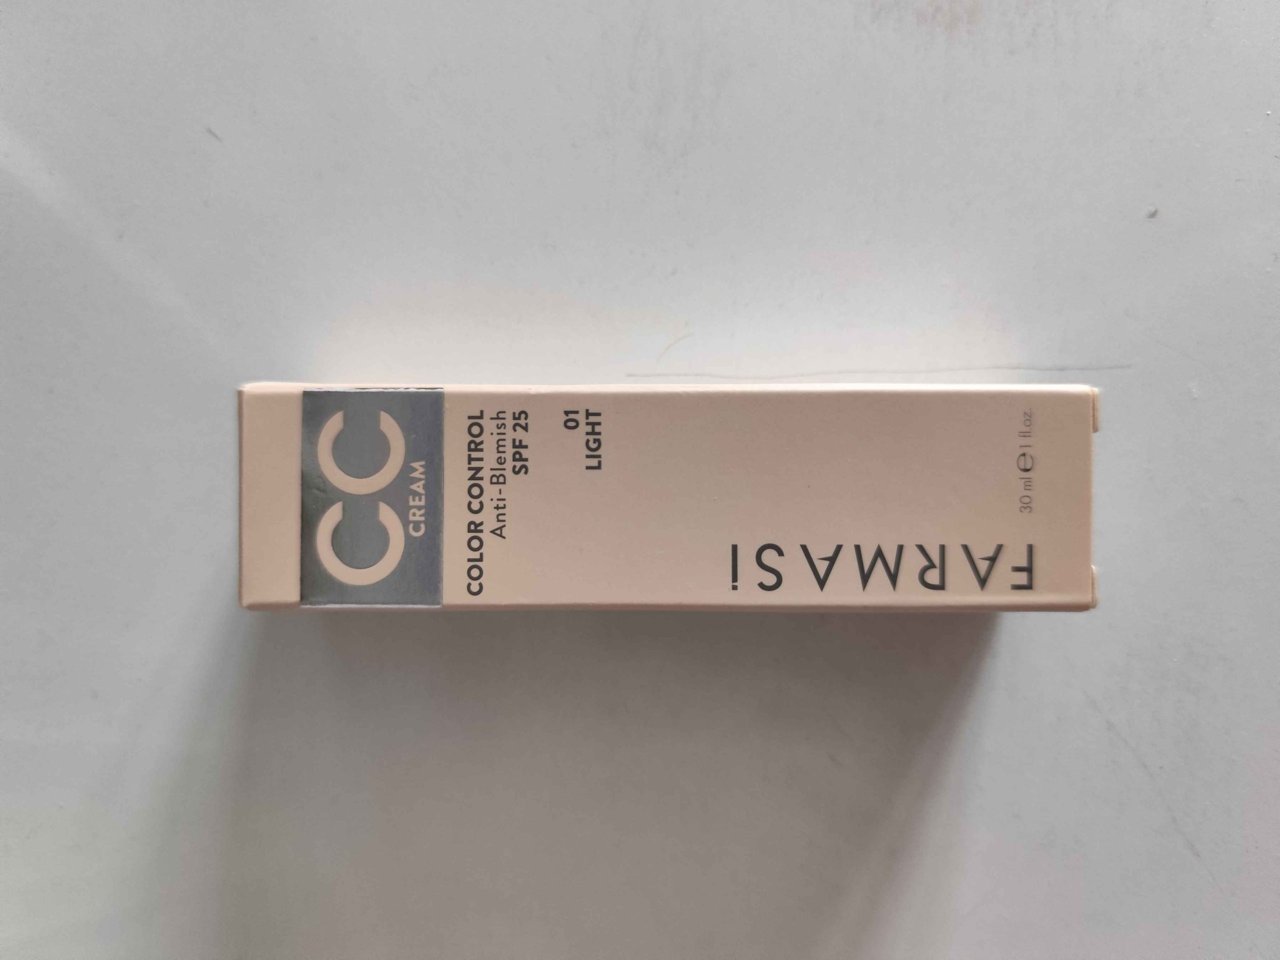 CC
CREAM
COLOR CONTROL
Anti-Blemish
SPF 25
01
LIGHT
FARMASi
30 ml e 1 fl.oz.